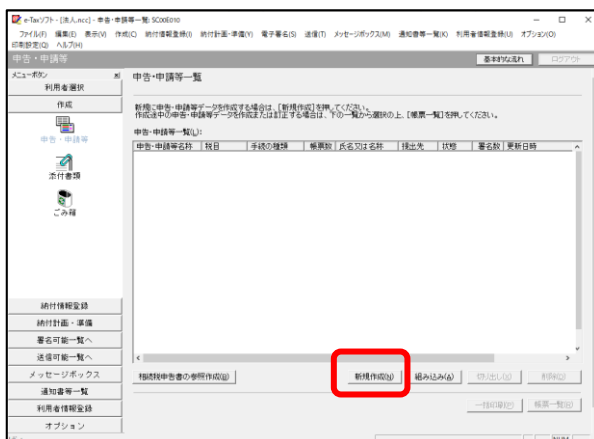 e-Taxソフト - [法人.ncc] - 申告・申請等一覧: SC00E010
ファイル(F) 編集(E) 表示(V) 作成(C) 納付情報登録(I) 納付計画・準備(Y) 電子署名(S) 送信(T) メッセージボックス(M) 通知書等一覧(K) 利用者情報登録(U) オプション(O)
印刷設定(Q) ヘルプ(H)
申告・申請等 基本的な流れ ログアウト
メニューボタン
利用者選択
作成
申告・申請等
添付書類
ごみ箱
納付情報登録
納付計画・準備
署名可能一覧へ
送信可能一覧へ
メッセージボックス
通知書等一覧
利用者情報登録
オプション
申告・申請等一覧
新規に申告・申請等データを作成する場合は、[新規作成]を押してください。
作成途中の申告・申請等データを作成または訂正する場合は、下の一覧から選択の上、[帳票一覧]を押してください。
申告・申請等一覧(L):
申告・申請等名称 税目 手続の種類 帳票数 氏名又は名称 提出先 状態 署名数 更新日時
相続税申告書の参照作成(B) 新規作成(N) 組み込み(A) 切り出し(X) 削除(D)
一括印刷(P) 帳票一覧(R)